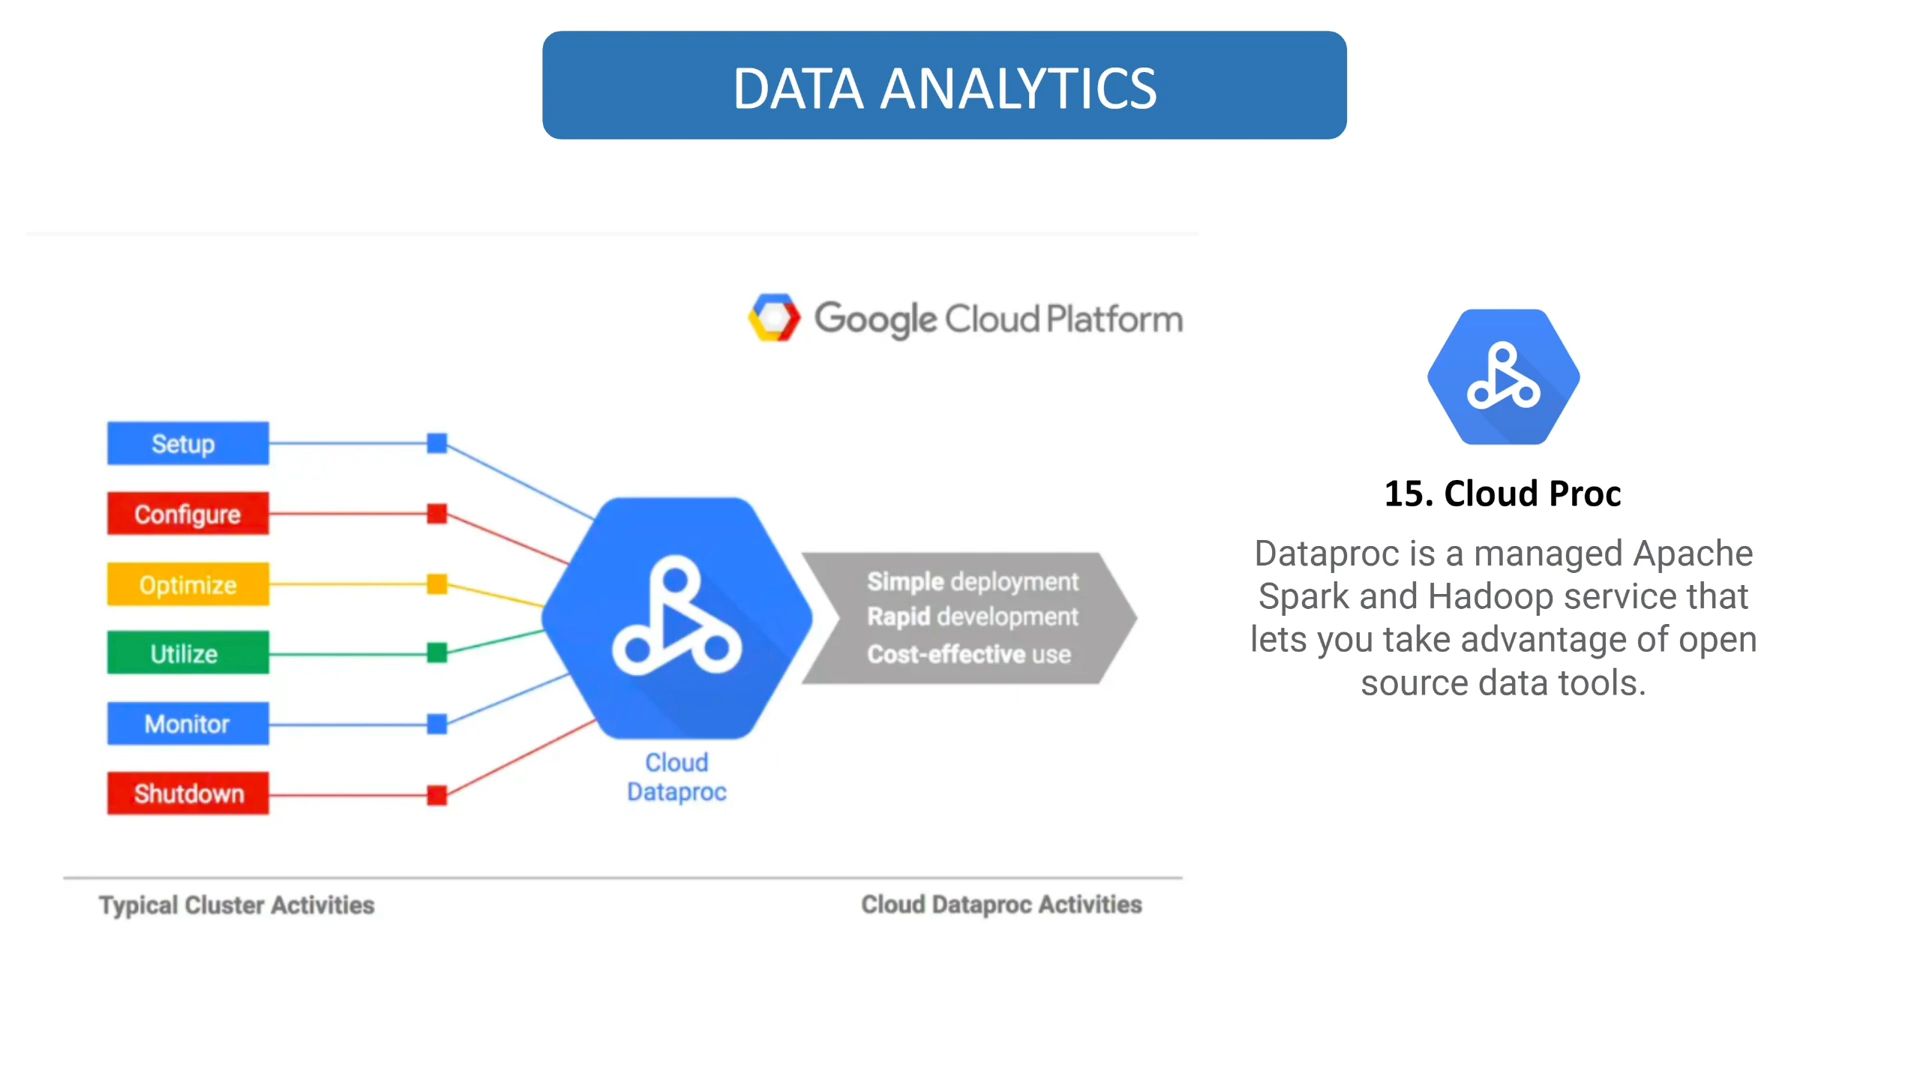 DATA ANALYTICS
Google Cloud Platform
Setup
Configure
Optimize
Utilize
Monitor
Shutdown
Cloud
Dataproc
Simple deployment
Rapid development
Cost-effective use
Typical Cluster Activities
Cloud Dataproc Activities
15. Cloud Proc
Dataproc is a managed Apache
Spark and Hadoop service that
lets you take advantage of open
source data tools.